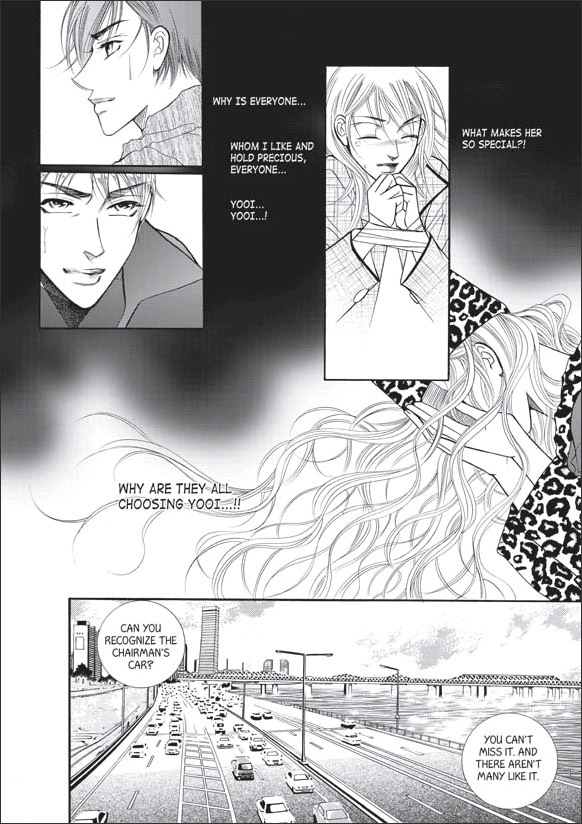 WHY IS EVERYONE...
WHOM I LIKE AND
HOLD PRECIOUS,
EVERYONE...
YOOI...
YOOI...!
WHAT MAKES HER
SO SPECIAL?!
WHY ARE THEY ALL
CHOOSING YOOI...!!
CAN YOU
RECOGNIZE THE
CHAIRMAN'S
CAR?
YOU CAN'T
MISS IT. AND
THERE AREN'T
MANY LIKE IT.